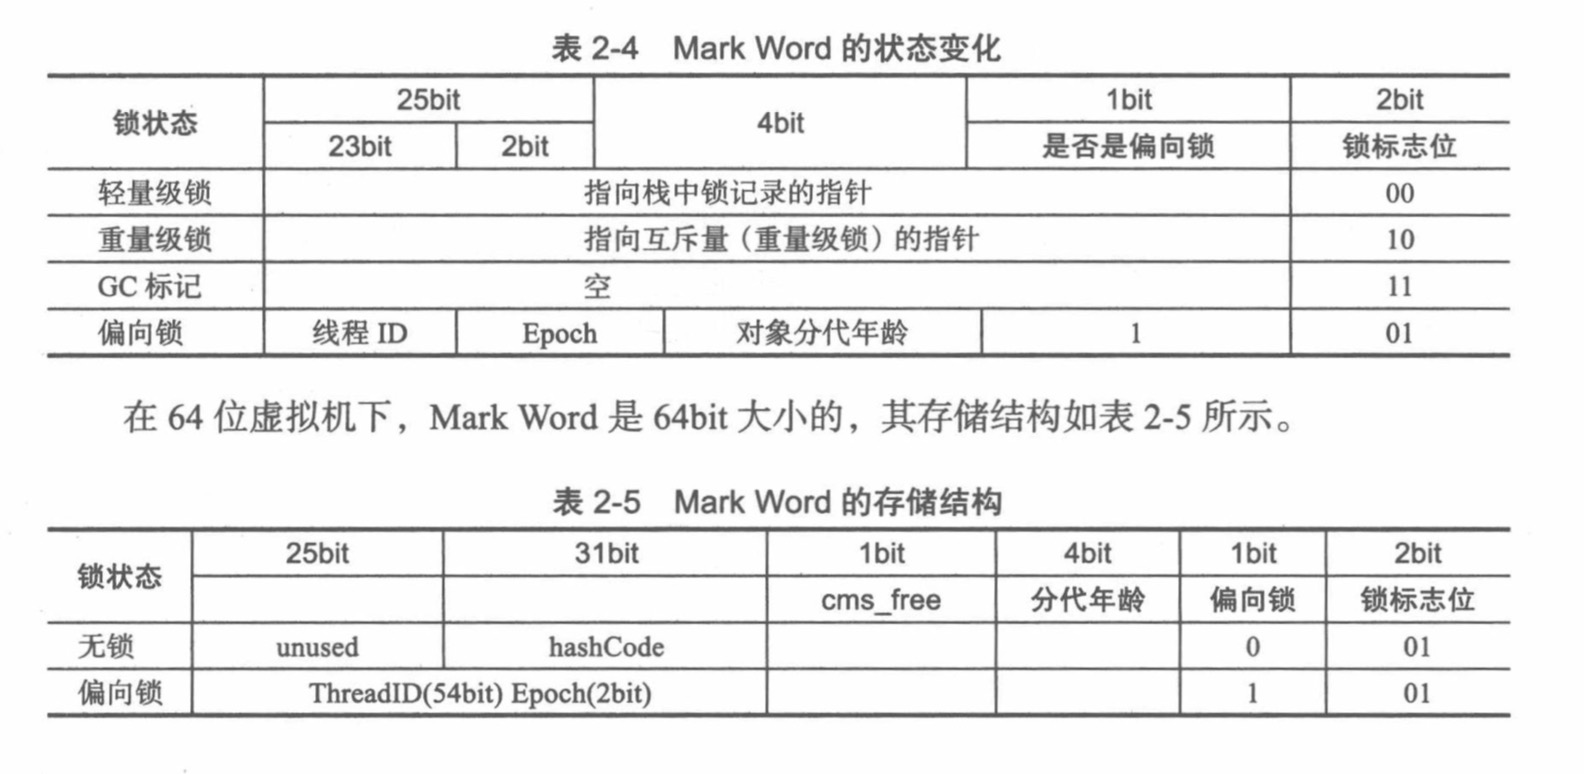 表 2-4 Mark Word 的状态变化
锁状态 25bit 4bit 1bit 2bit
23bit 2bit 是否是偏向锁 锁标志位
轻量级锁 指向栈中锁记录的指针 00
重量级锁 指向互斥量（重量级锁）的指针 10
GC 标记 空 11
偏向锁 线程 ID Epoch 对象分代年龄 1 01
在 64 位虚拟机下，Mark Word 是 64bit 大小的，其存储结构如表 2-5 所示。
表 2-5 Mark Word 的存储结构
锁状态 25bit 31bit 1bit 4bit 1bit 2bit
cms_free 分代年龄 偏向锁 锁标志位
无锁 unused hashCode 0 01
偏向锁 ThreadID(54bit) Epoch(2bit) 1 01